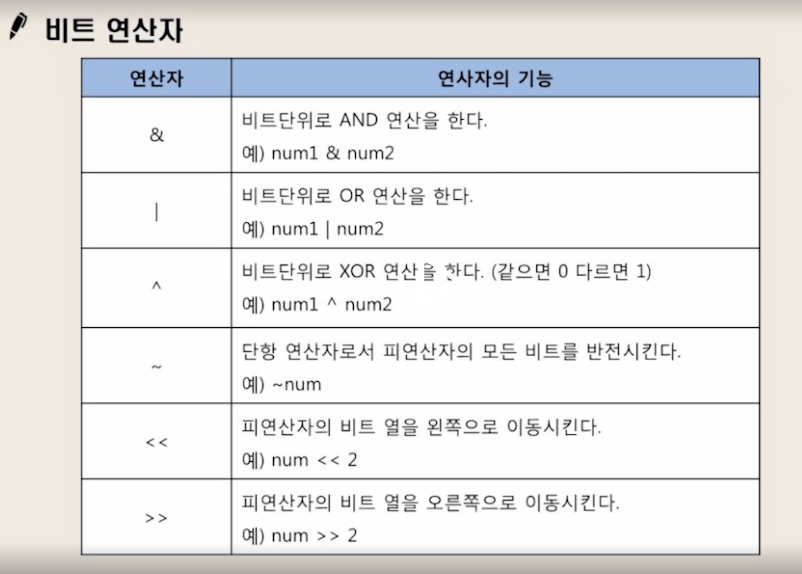 비트 연산자
연산자 연사자의 기능
& 비트단위로 AND 연산을 한다.
예) num1 & num2
| 비트단위로 OR 연산을 한다.
예) num1 | num2
^ 비트단위로 XOR 연산을 한다. (같으면 0 다르면 1)
예) num1 ^ num2
~ 단항 연산자로서 피연산자의 모든 비트를 반전시킨다.
예) ~num
<< 피연산자의 비트 열을 왼쪽으로 이동시킨다.
예) num << 2
>> 피연산자의 비트 열을 오른쪽으로 이동시킨다.
예) num >> 2